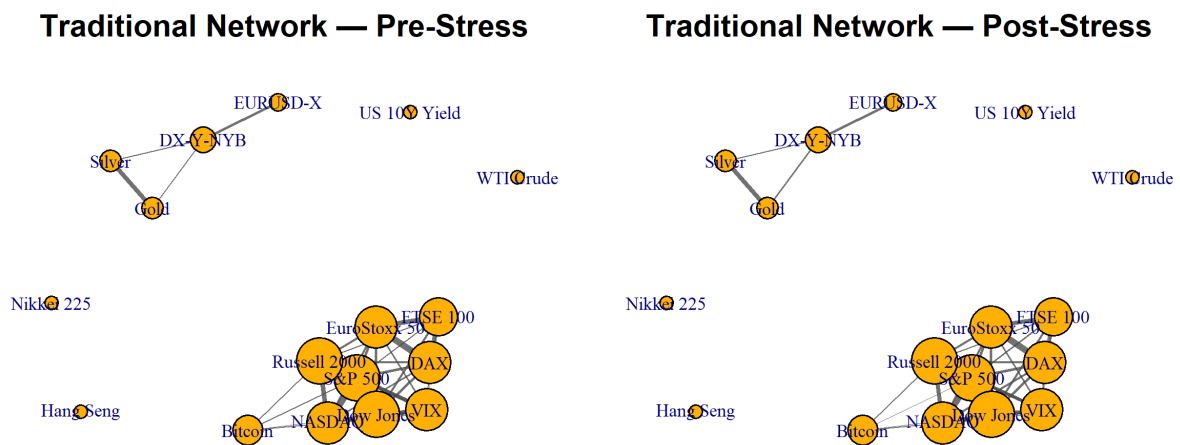 Traditional Network — Pre-Stress
EURUSD-X
US 10Y Yield
DX-Y-NYB
Silver
WTI Crude
Gold
Nikkei 225
FTSE 100
EuroStoxx 50
Russell 2000
DAX
S&P 500
Hang Seng
VIX
Dow Jones
NASDAQ
Bitcoin
Traditional Network — Post-Stress
EURUSD-X
US 10Y Yield
DX-Y-NYB
Silver
WTI Crude
Gold
Nikkei 225
FTSE 100
EuroStoxx 50
Russell 2000
DAX
S&P 500
Hang Seng
VIX
Dow Jones
NASDAQ
Bitcoin